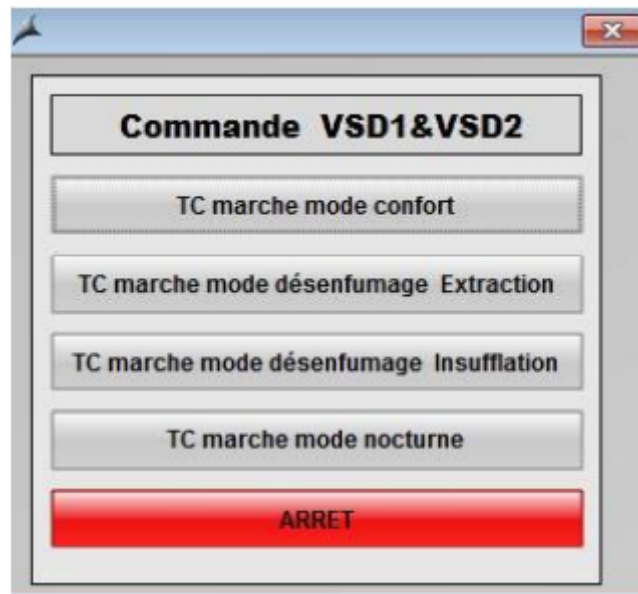 Commande VSD1&VSD2
TC marche mode confort
TC marche mode désenfumage Extraction
TC marche mode désenfumage Insufflation
TC marche mode nocturne
ARRET